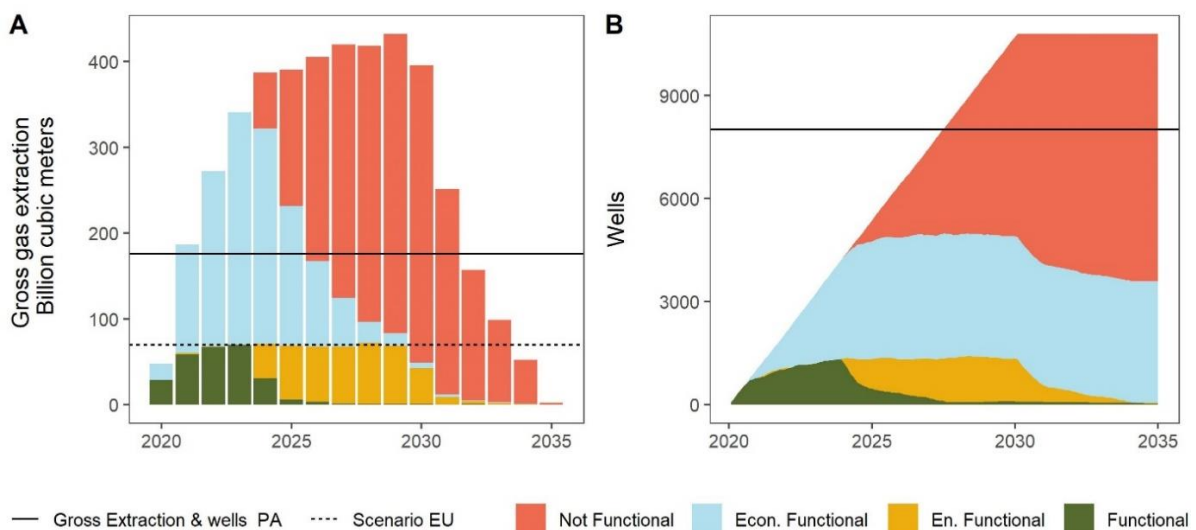 A
Gross gas extraction
Billion cubic meters
400
300
200
100
0
2020
2025
2030
2035
B
Wells
9000
6000
3000
0
2020
2025
2030
2035
Gross Extraction & wells PA
Scenario EU
Not Functional
Econ. Functional
En. Functional
Functional